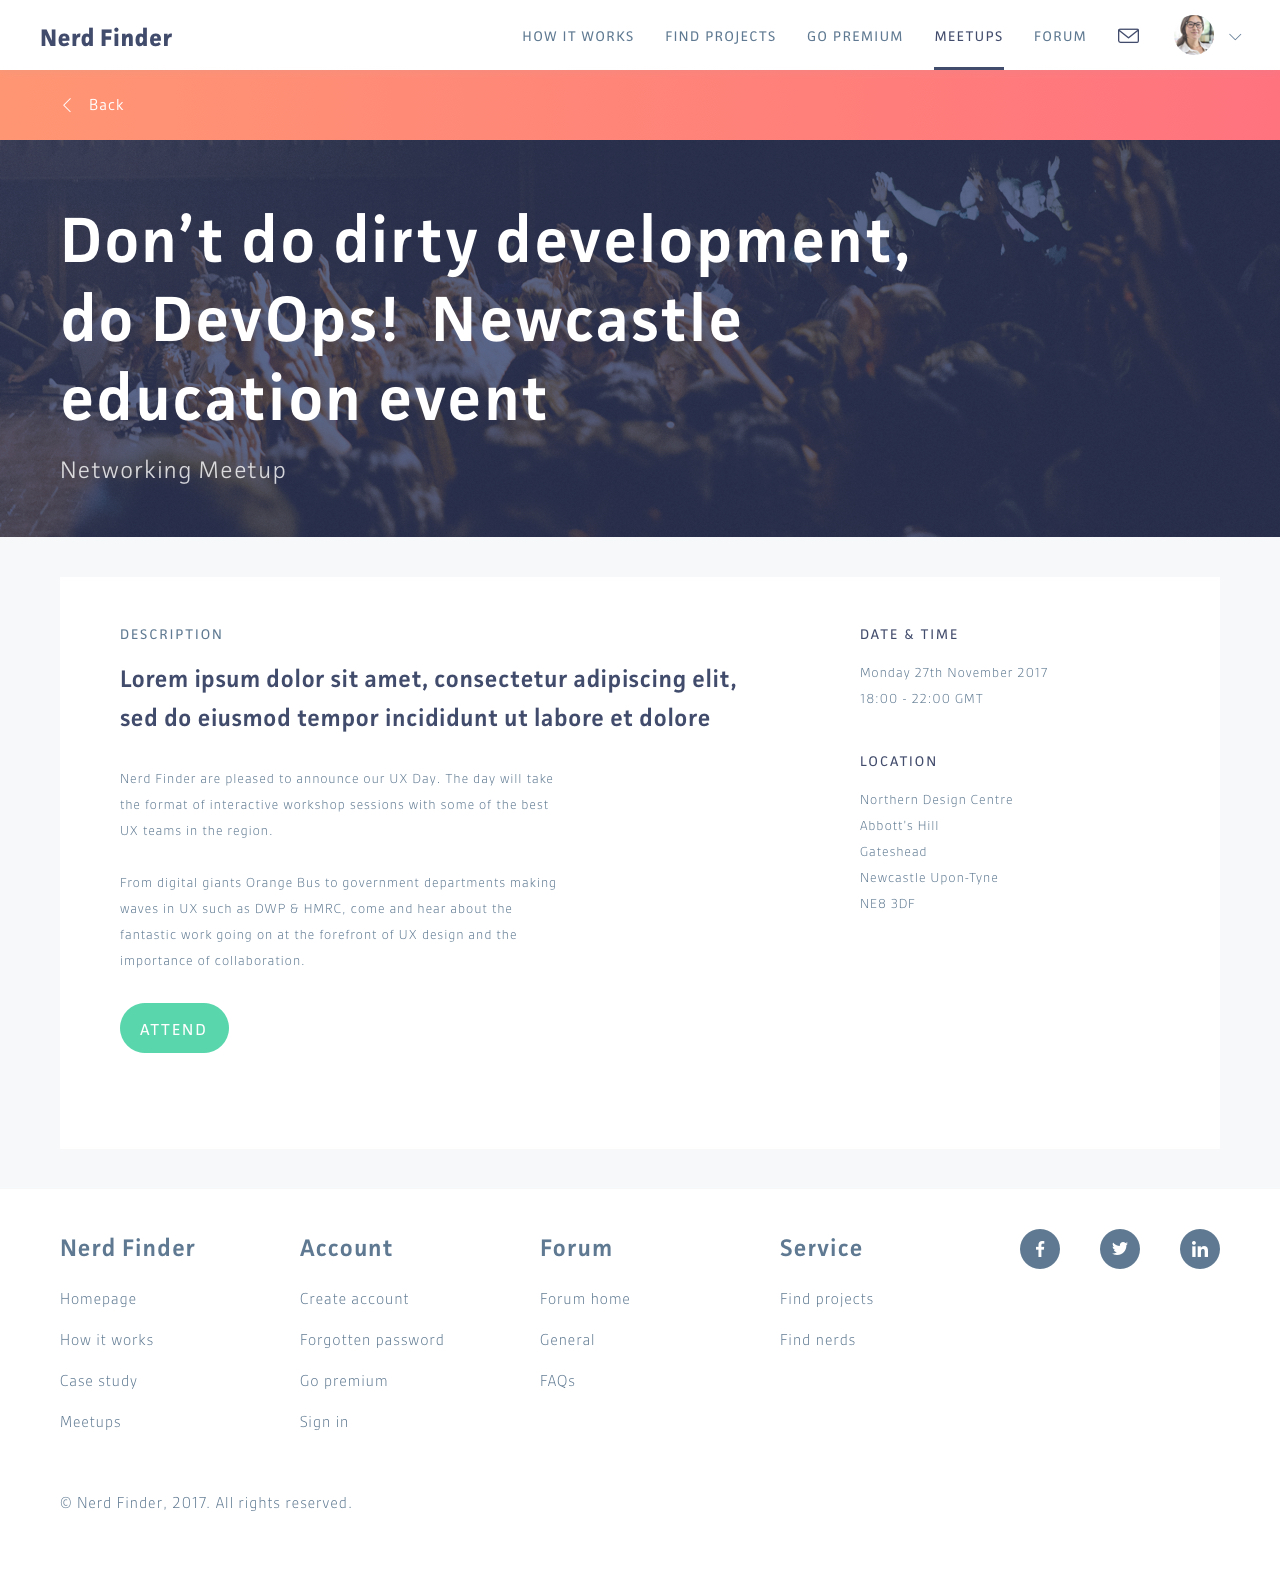 Nerd Finder
HOW IT WORKS
FIND PROJECTS
GO PREMIUM
MEETUPS
FORUM
Back
Don’t do dirty development,
do DevOps! Newcastle
education event
Networking Meetup
DESCRIPTION
Lorem ipsum dolor sit amet, consectetur adipiscing elit,
sed do eiusmod tempor incididunt ut labore et dolore
Nerd Finder are pleased to announce our UX Day. The day will take
the format of interactive workshop sessions with some of the best
UX teams in the region.
From digital giants Orange Bus to government departments making
waves in UX such as DWP & HMRC, come and hear about the
fantastic work going on at the forefront of UX design and the
importance of collaboration.
ATTEND
DATE & TIME
Monday 27th November 2017
18:00 - 22:00 GMT
LOCATION
Northern Design Centre
Abbott's Hill
Gateshead
Newcastle Upon-Tyne
NE8 3DF
Nerd Finder
Homepage
How it works
Case study
Meetups
Account
Create account
Forgotten password
Go premium
Sign in
Forum
Forum home
General
FAQs
Service
Find projects
Find nerds
f
in
© Nerd Finder, 2017. All rights reserved.